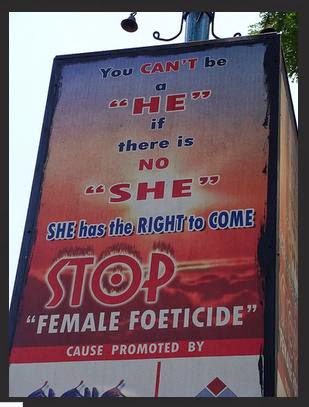 You CAN'T be
a
"HE"
if
there is
NO
"SHE"
SHE has the RIGHT to COME
STOP
"FEMALE FOETICIDE"
CAUSE PROMOTED BY